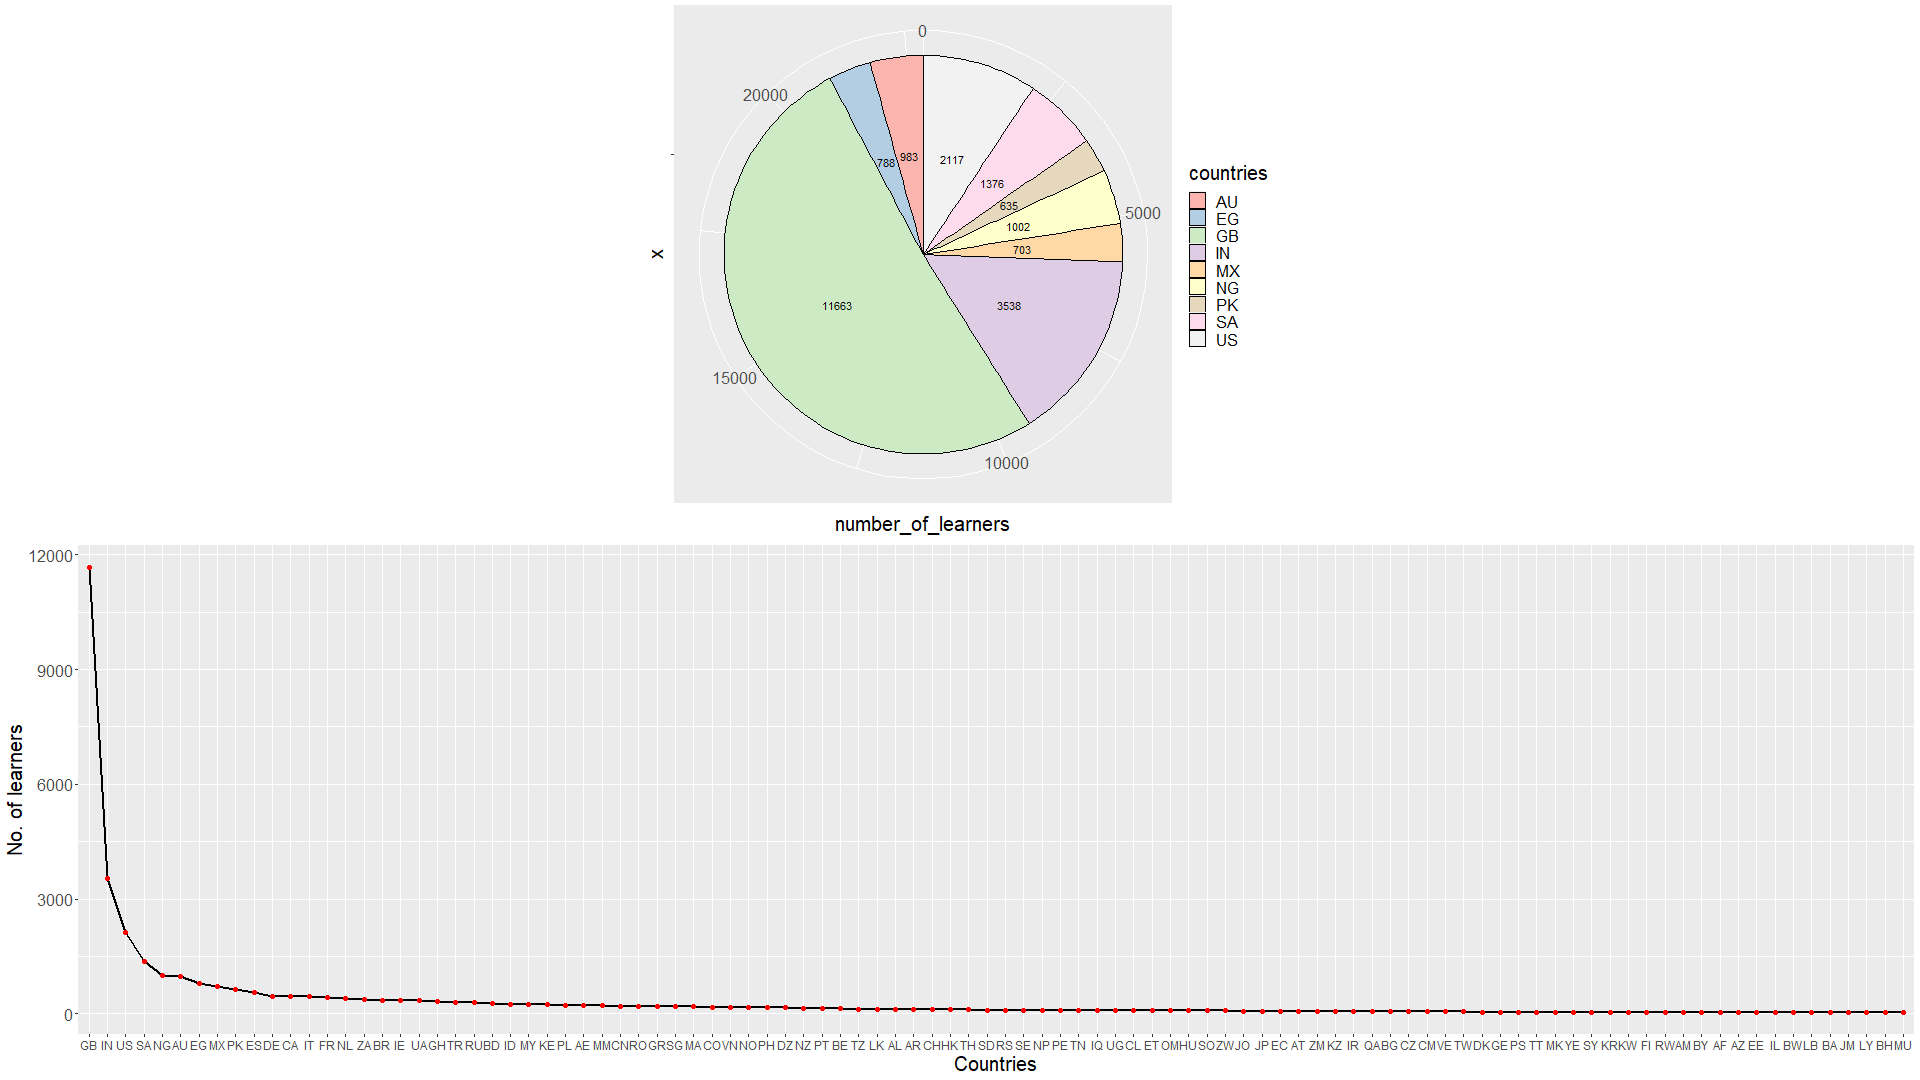 0
20000
5000
15000
10000
983
788
2117
1376
635
1002
703
11663
3538
x
number_of_learners
countries
AU
EG
GB
IN
MX
NG
PK
SA
US
12000
9000
6000
3000
0
No. of learners
GB IN US SA NG AU EG MX PK ES DE CA IT FR NL ZA BR IE UA GH TR RU BD ID MY KE PL AE MM CN RO GR SG MA CO VN NO PH DZ NZ PT BE TZ LK AL AR CH HK TH SD RS SE NP PE TN IQ UG CL ET OM HU SO ZW JO JP EC AT ZM KZ IR QA BG CZ CM VE TW DK GE PS TT MK YE SY KR KW FI RW AM BY AF AZ EE IL BW LB BA JM LY BH MU
Countries